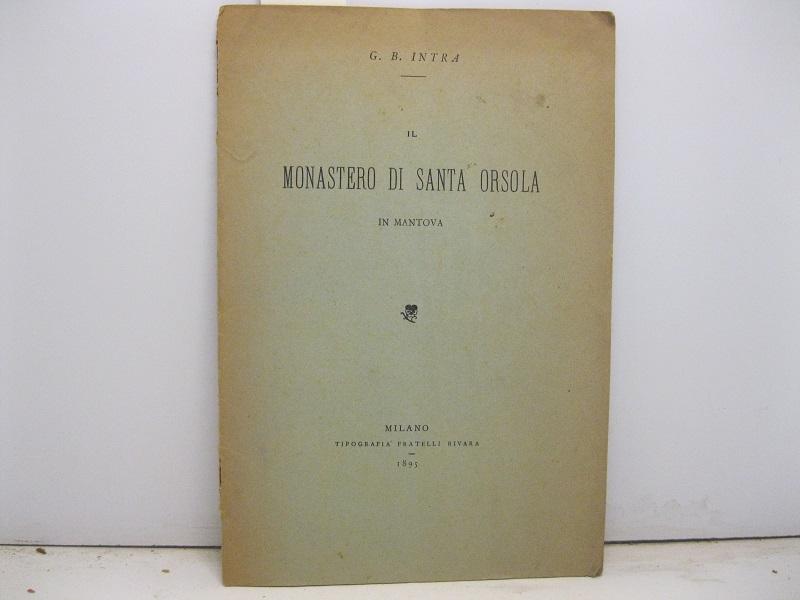 G. B. INTRA
IL
MONASTERO DI SANTA ORSOLA
IN MANTOVA
MILANO
TIPOGRAFIA FRATELLI RIVARA
1895